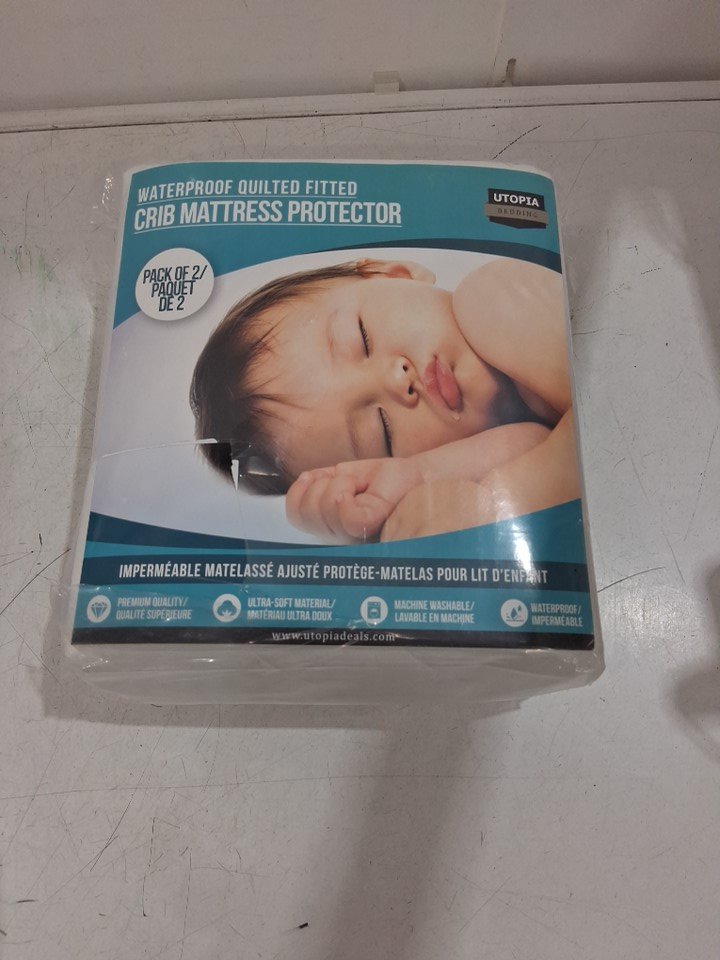 WATERPROOF QUILTED FITTED
CRIB MATTRESS PROTECTOR
UTOPIA
BEDDING
PACK OF 2/
PAQUET
DE 2
IMPERMÉABLE MATELASSÉ AJUSTÉ PROTÈGE-MATELAS POUR LIT D'ENFANT
PREMIUM QUALITY/
QUALITÉ SUPÉRIEURE
ULTRA-SOFT MATERIAL/
MATÉRIAU ULTRA DOUX
MACHINE WASHABLE/
LAVABLE EN MACHINE
WATERPROOF/
IMPERMÉABLE
www.utopiadeals.com